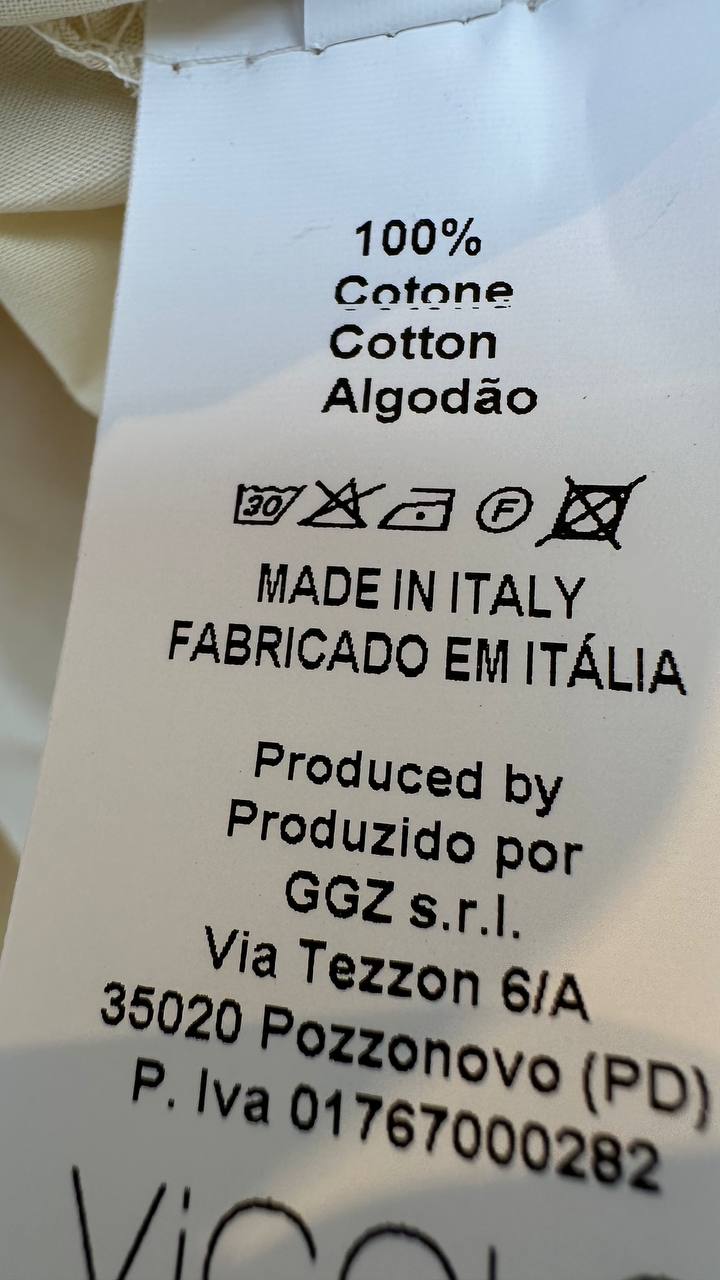 100%
Cotone
Cotton
Algodão
30 F
MADE IN ITALY
FABRICADO EM ITÁLIA
Produced by
Produzido por
GGZ s.r.l.
Via Tezzon 6/A
35020 Pozzonovo (PD)
P. Iva 01767000282